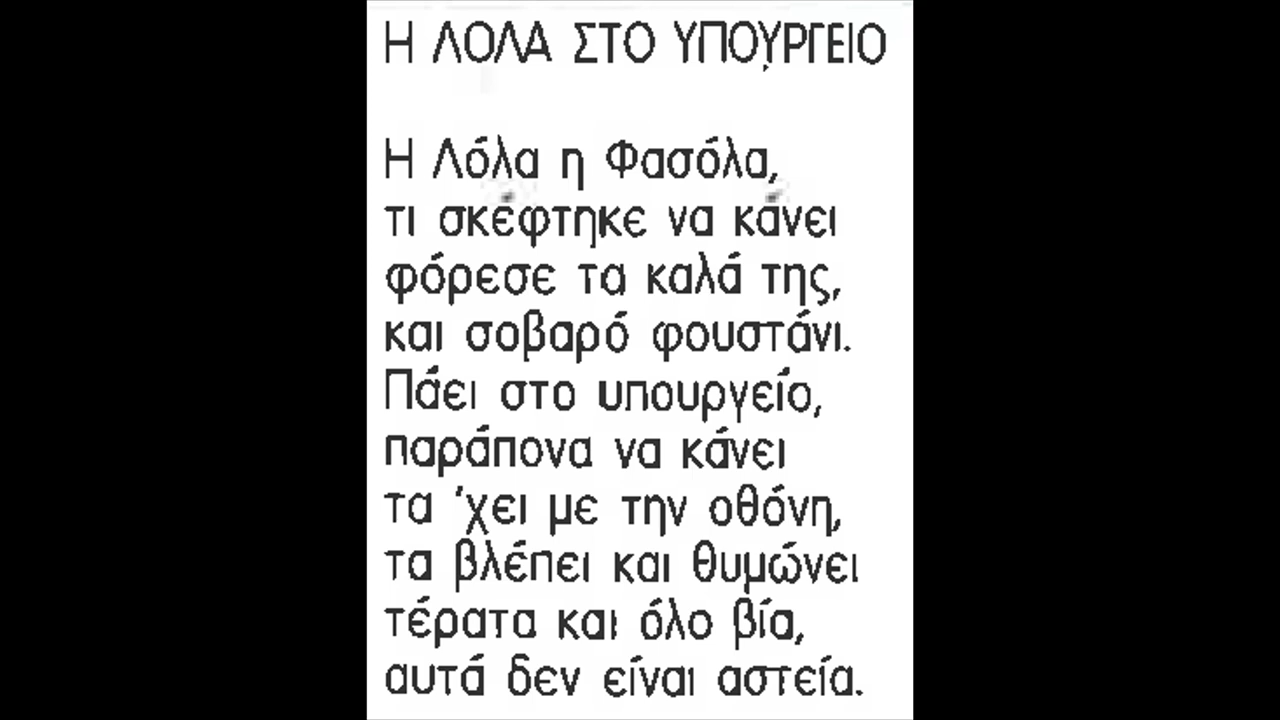 Η ΛΟΛΑ ΣΤΟ ΥΠΟΥΡΓΕΙΟ
Η Λόλα η Φασόλα,
τι σκέφτηκε να κάνει
φόρεσε τα καλά της,
και σοβαρό φουστάνι.
Πάει στο υπουργείο,
παράπονα να κάνει
τα 'χει με την οθόνη,
τα βλέπει και θυμώνει
τέρατα και όλο βία,
αυτά δεν είναι αστεία.